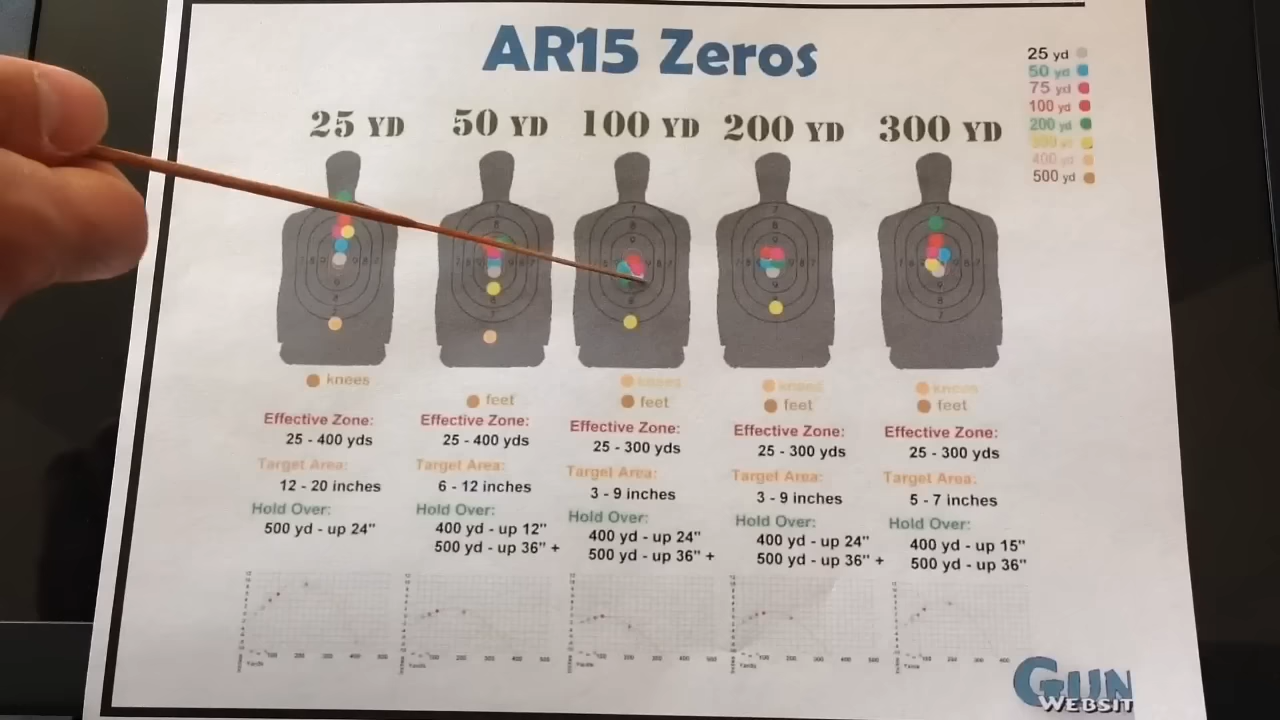 AR15 Zeros
25 yd
50 yd
75 yd
100 yd
200 yd
300 yd
400 yd
500 yd
25 YD
50 YD
100 YD
200 YD
300 YD
knees
feet
knees
feet
knees
feet
knees
feet
Effective Zone:
25 - 400 yds
Target Area:
12 - 20 inches
Hold Over:
500 yd - up 24"
Effective Zone:
25 - 400 yds
Target Area:
6 - 12 inches
Hold Over:
400 yd - up 12"
500 yd - up 36" +
Effective Zone:
25 - 300 yds
Target Area:
3 - 9 inches
Hold Over:
400 yd - up 24"
500 yd - up 36" +
Effective Zone:
25 - 300 yds
Target Area:
3 - 9 inches
Hold Over:
400 yd - up 24"
500 yd - up 36" +
Effective Zone:
25 - 300 yds
Target Area:
5 - 7 inches
Hold Over:
400 yd - up 15"
500 yd - up 36"
GUN
WEBSIT